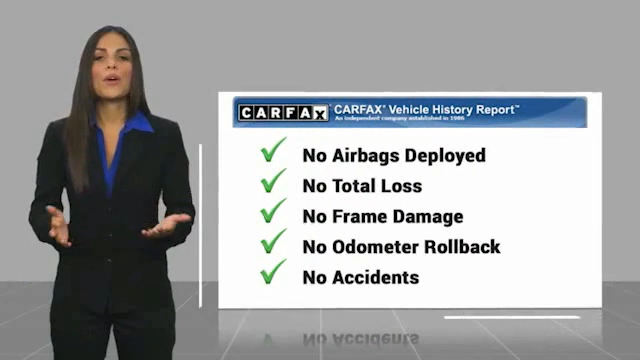 CARFAX CARFAX® Vehicle History Report™
An independent company established in 1986
No Airbags Deployed
No Total Loss
No Frame Damage
No Odometer Rollback
No Accidents